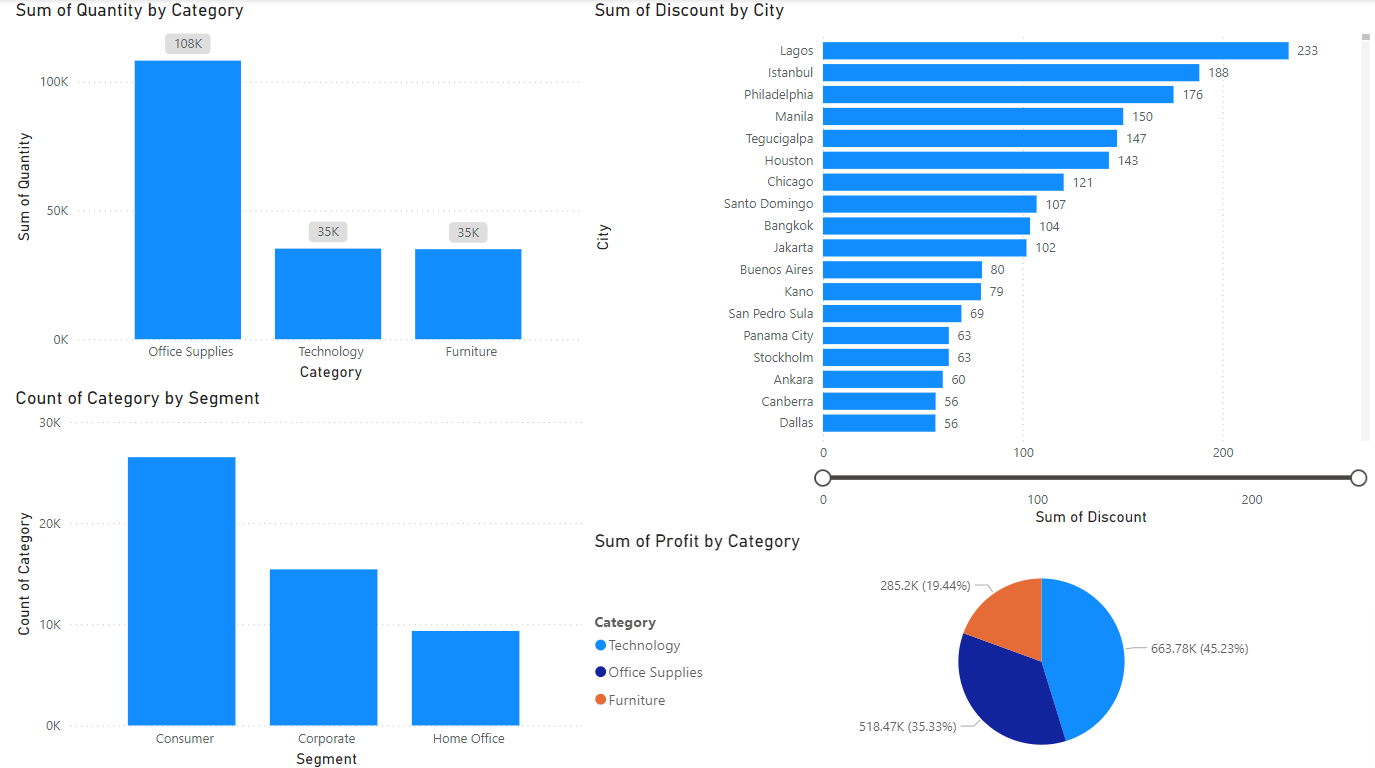 Sum of Quantity by Category
108K
100K
35K
35K
50K
0K
Sum of Quantity
Office Supplies
Technology
Furniture
Category
Count of Category by Segment
30K
20K
10K
0K
Count of Category
Consumer
Corporate
Home Office
Segment
Sum of Discount by City
City
Lagos 233
Istanbul 188
Philadelphia 176
Manila 150
Tegucigalpa 147
Houston 143
Chicago 121
Santo Domingo 107
Bangkok 104
Jakarta 102
Buenos Aires 80
Kano 79
San Pedro Sula 69
Panama City 63
Stockholm 63
Ankara 60
Canberra 56
Dallas 56
0 100 200
0 100 200
Sum of Discount
Sum of Profit by Category
Category
Technology
Office Supplies
Furniture
285.2K (19.44%)
663.78K (45.23%)
518.47K (35.33%)